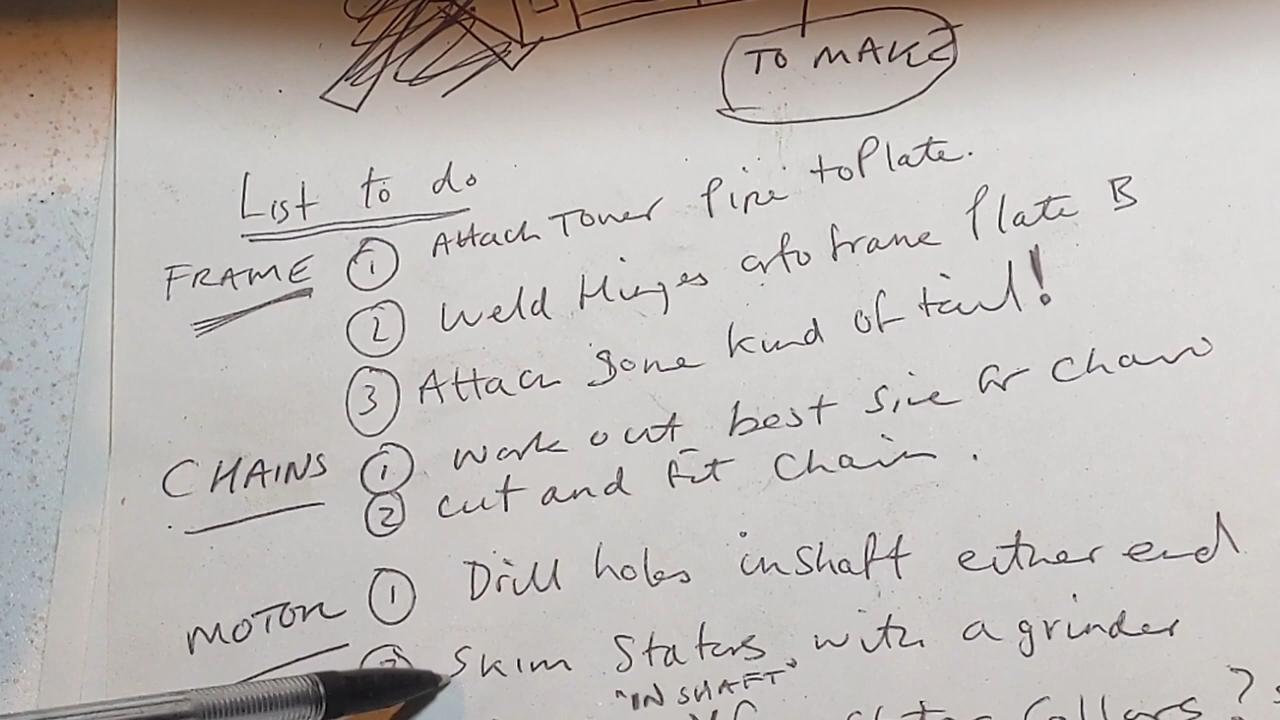 TO MAKE
List to do
FRAME ① Attach Tower Pipe to Plate.
② Weld Hinges onto frame Plate B
③ Attach some kind of tail!
CHAINS ① work out best size for chain
② cut and fit chain.
MOTOR ① Drill holes in shaft either end
② Skim Stators with a grinder
"IN SHAFT"
Collars?